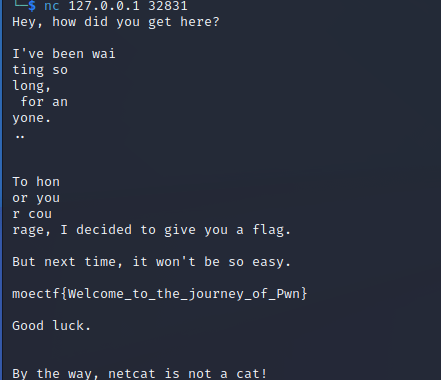 └─$ nc 127.0.0.1 32831
Hey, how did you get here?
I've been wai
ting so
long,
 for an
yone.
..
To hon
or you
r cou
rage, I decided to give you a flag.
But next time, it won't be so easy.
moectf{Welcome_to_the_journey_of_Pwn}
Good luck.
By the way, netcat is not a cat!